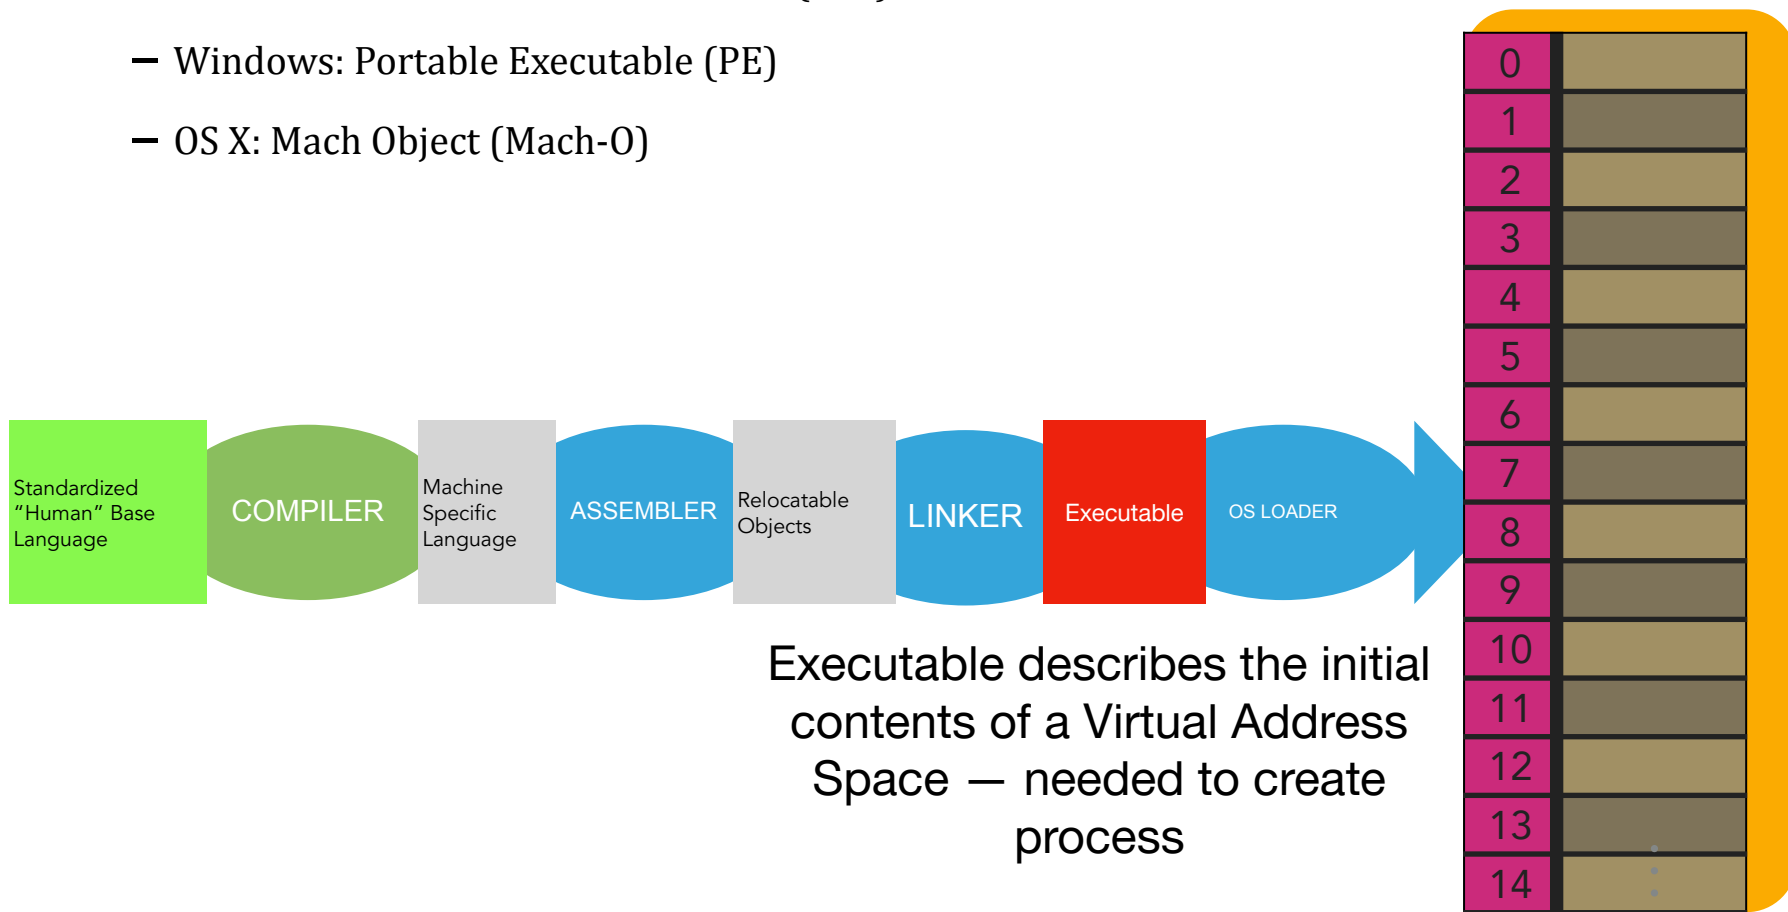 — Windows: Portable Executable (PE)
— OS X: Mach Object (Mach-O)
Standardized
"Human" Base
Language
COMPILER
Machine
Specific
Language
ASSEMBLER
Relocatable
Objects
LINKER
Executable
OS LOADER
Executable describes the initial
contents of a Virtual Address
Space — needed to create
process
0
1
2
3
4
5
6
7
8
9
10
11
12
13
14